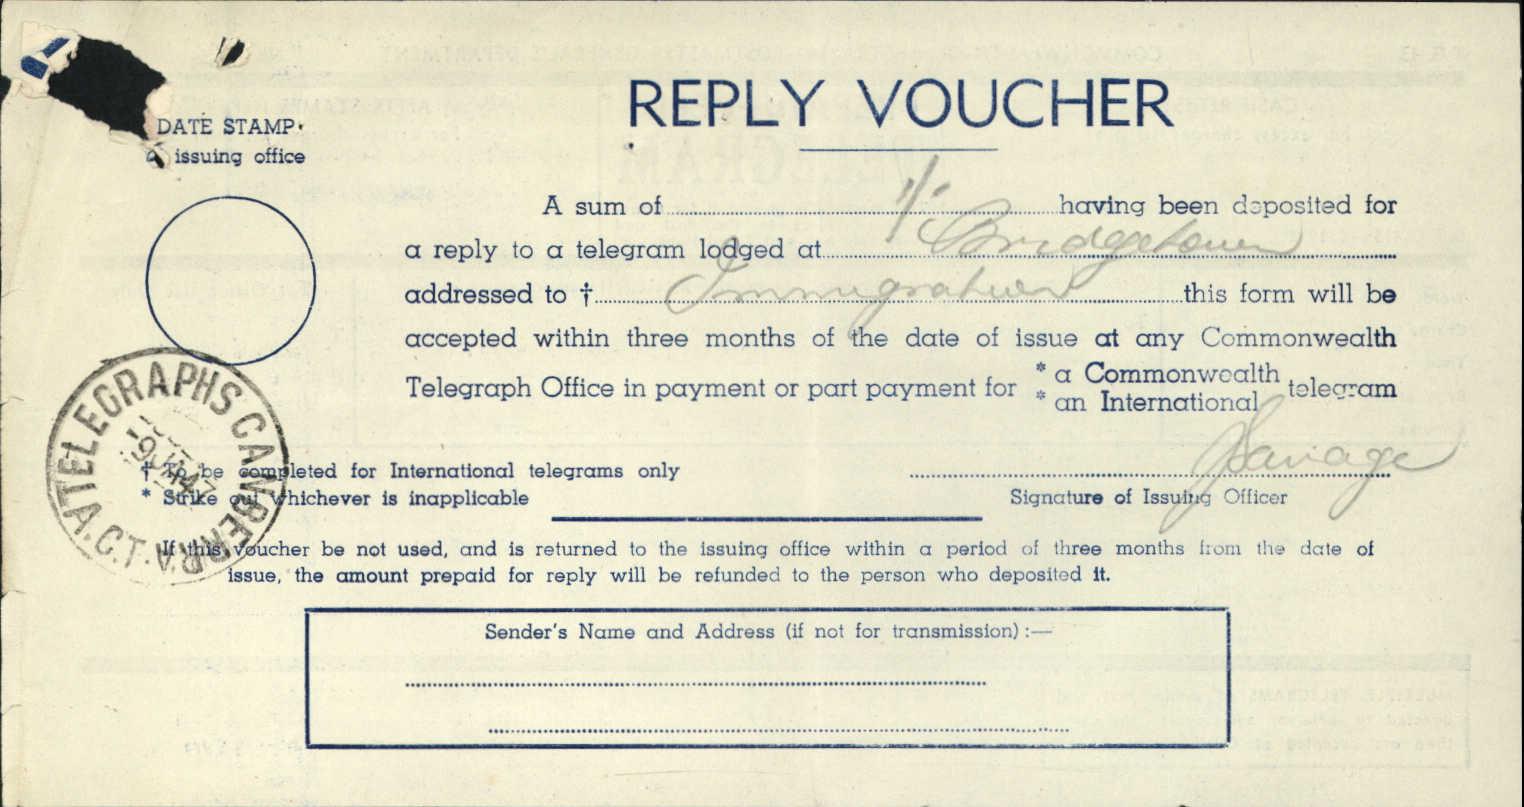 REPLY VOUCHER
DATE STAMP
issuing office
A sum of 1/- having been deposited for
a reply to a telegram lodged at Bridgetown
addressed to † Immigration this form will be
accepted within three months of the date of issue at any Commonwealth
Telegraph Office in payment or part payment for * a Commonwealth telegram
* an International
† To be completed for International telegrams only
* Strike out whichever is inapplicable
JSavage
Signature of Issuing Officer
TELEGRAPHS CANBERRA
A.C.T.
If this voucher be not used, and is returned to the issuing office within a period of three months from the date of
issue, the amount prepaid for reply will be refunded to the person who deposited it.
Sender's Name and Address (if not for transmission) :—